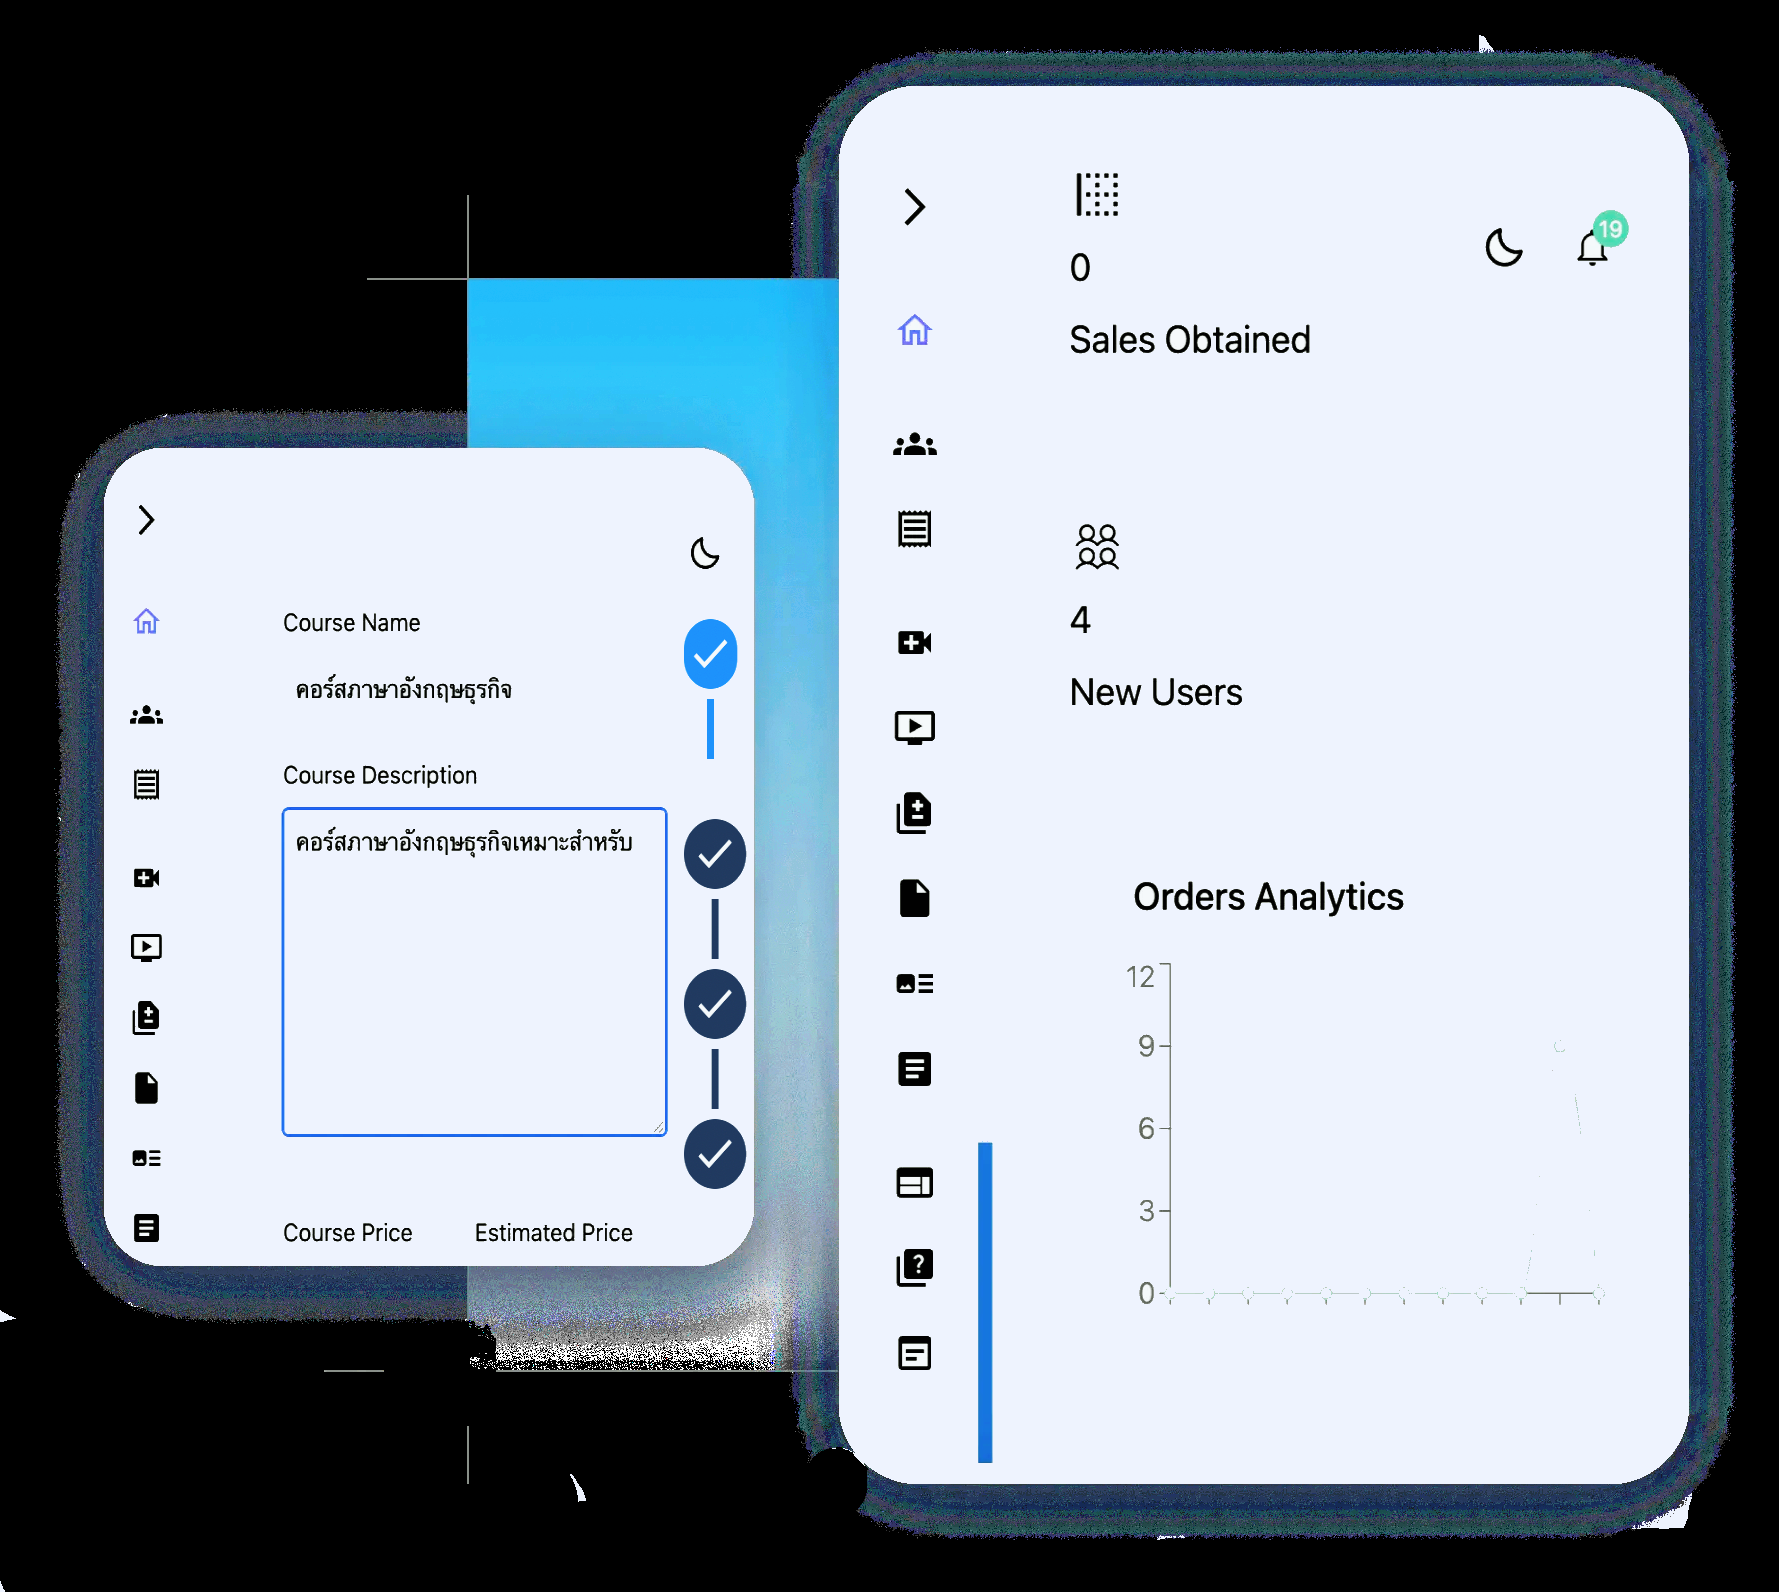 Course Name
คอร์สภาษาอังกฤษธุรกิจ
Course Description
คอร์สภาษาอังกฤษธุรกิจเหมาะสำหรับ
Course Price
Estimated Price
19
0
Sales Obtained
4
New Users
Orders Analytics
12
9
6
3
0